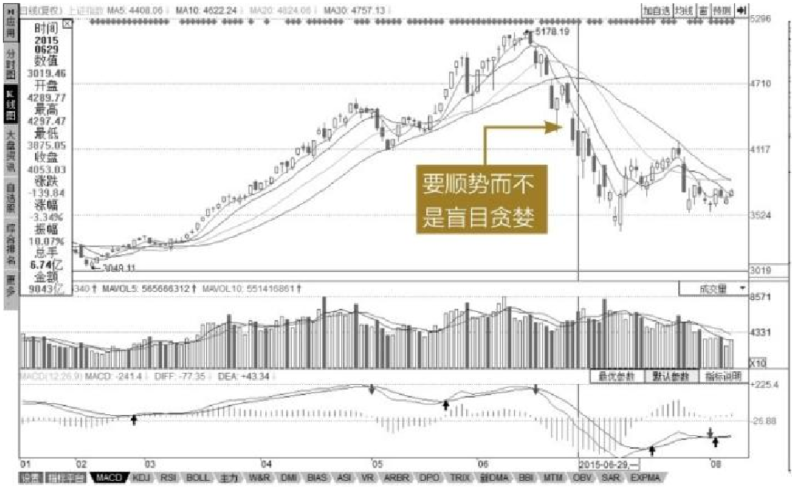 日线(复权) 上证指数 MA5: 4408.06↓ MA10: 4622.24↓ MA20: 4824.06↓ MA30: 4757.13↓
加自选 均线 窗 预测
应用
分时图
K线图
大盘资讯
自选股
综合排名
更多
时间
2015
0629
数值
3019.46
开盘
4289.77
最高
4297.47
最低
3875.05
收盘
4053.03
涨跌
-139.84
涨幅
-3.34%
振幅
10.07%
总手
6.74亿
金额
9043亿
5178.19
5296
4710
4117
3524
3019
3049.11
要顺势而不
是盲目贪婪
340↑ MAVOL5: 565686312↑ MAVOL10: 551416861↑
成交量
8571
4331
X10
MACD(12,26,9) MACD: -241.4↓ DIFF: -77.35↓ DEA: +43.34↓
最优参数 默认参数 指标说明
+225.4
-25.88
01 02 03 04 05 06 2015-06-29,一 08
设置 指标平台 MACD KDJ RSI BOLL 主力 W&R DMI BIAS ASI VR ARBR DPO TRIX 新DMA BBI MTM OBV SAR EXPMA